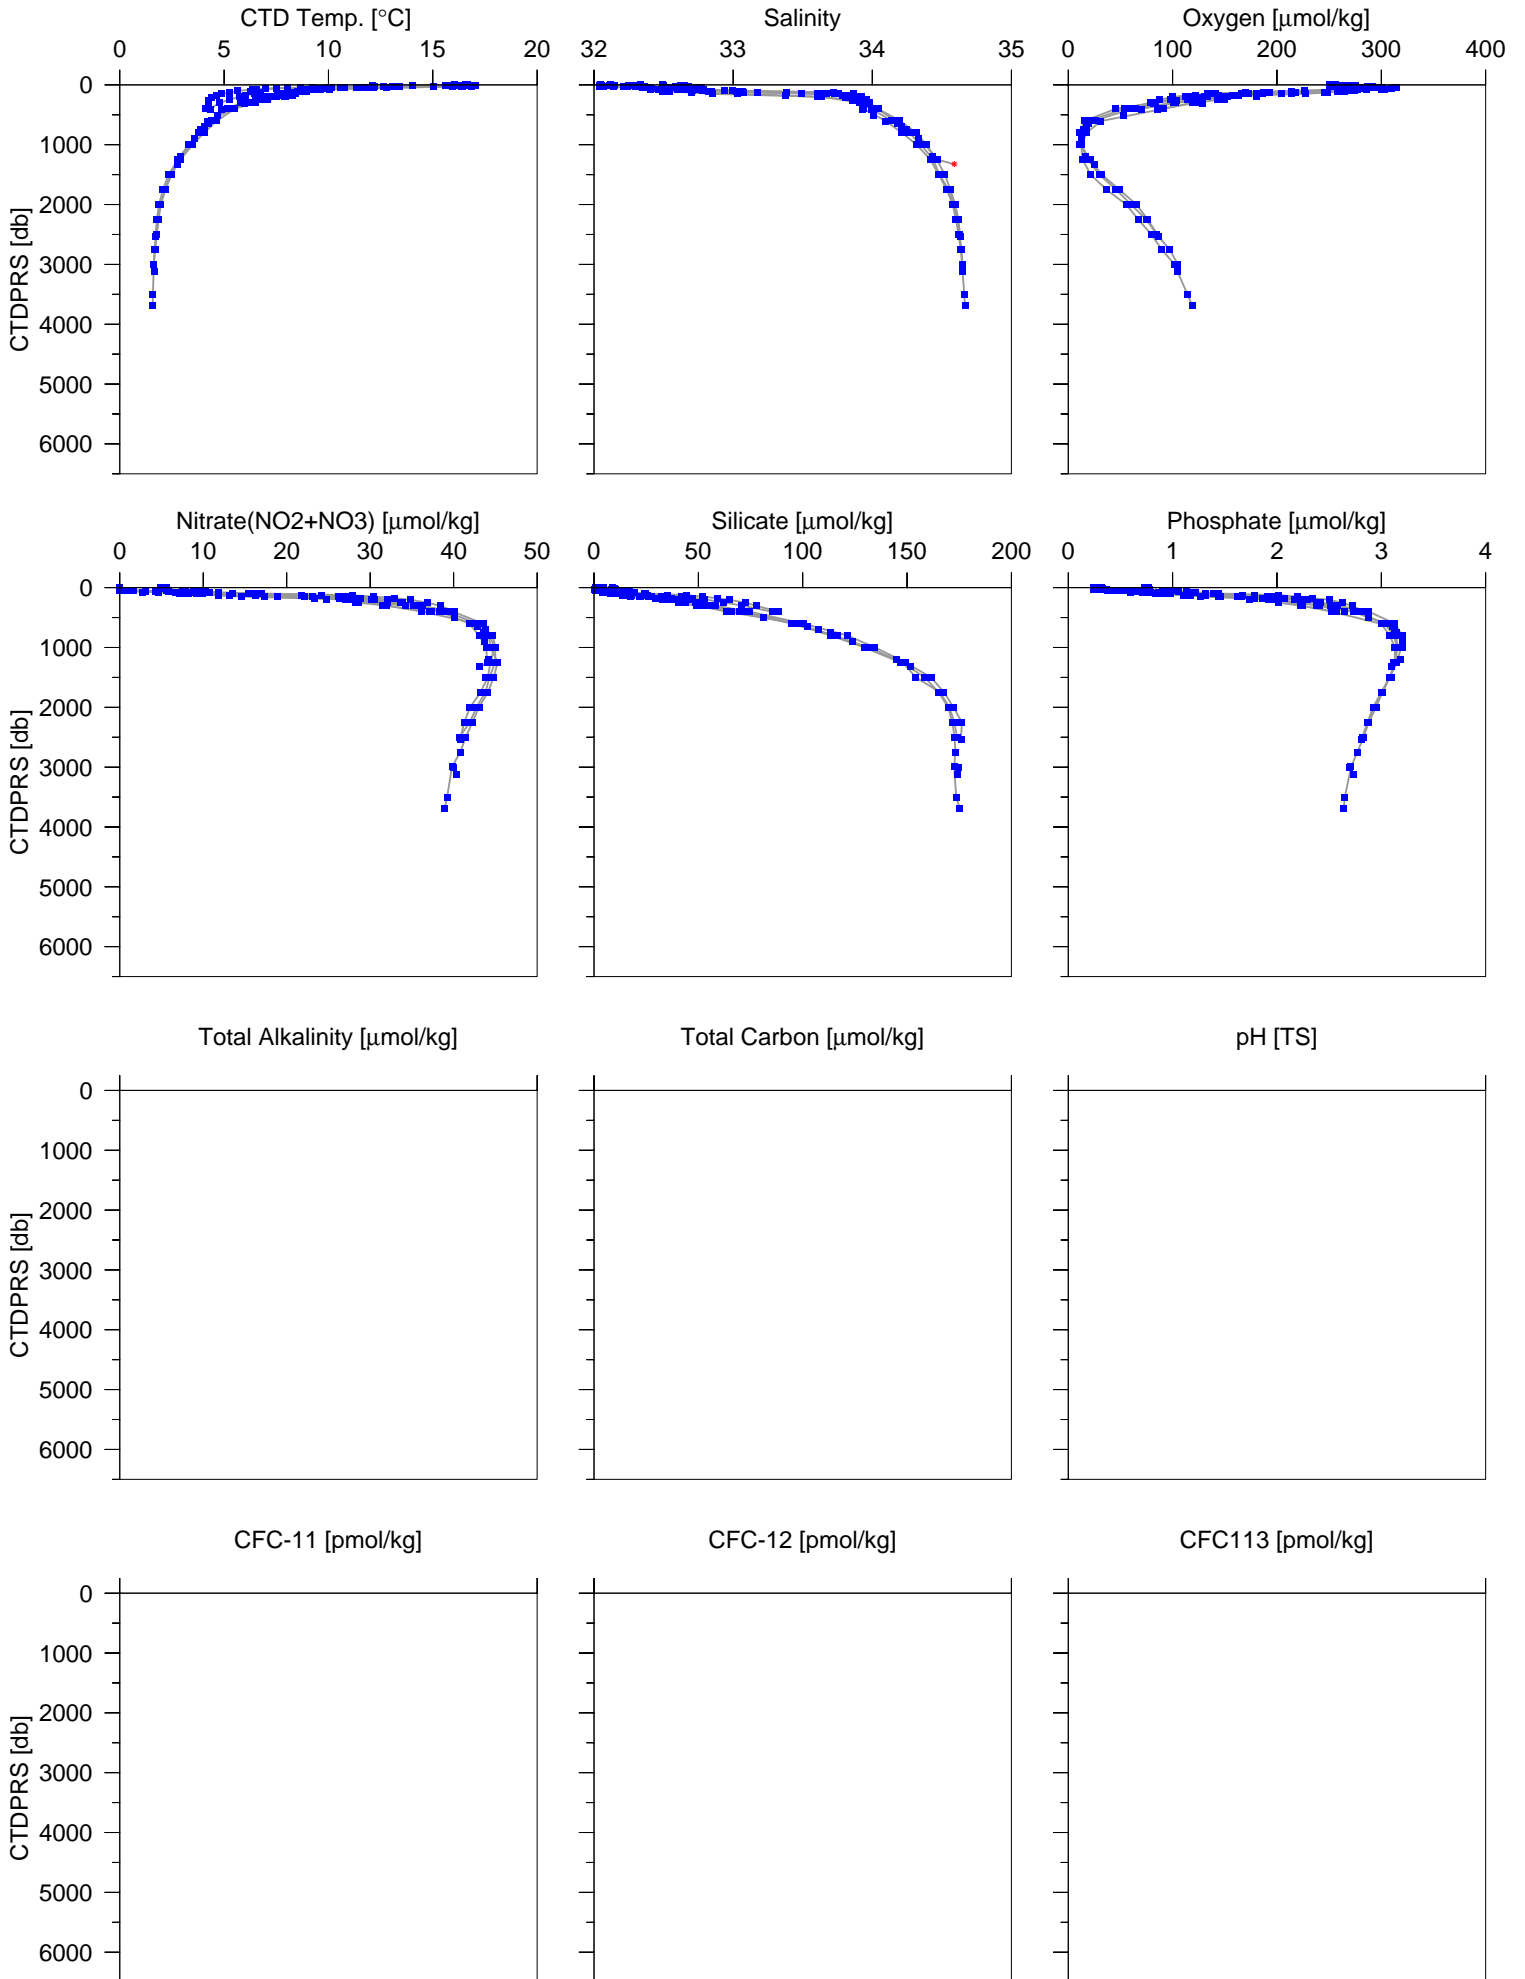 CTD Temp. [°C] Salinity Oxygen [μmol/kg]
0 5 10 15 20 32 33 34 35 0 100 200 300 400
0
1000
2000
3000
4000
5000
6000
CTDPRS [db]
Nitrate(NO2+NO3) [μmol/kg] Silicate [μmol/kg] Phosphate [μmol/kg]
0 10 20 30 40 50 0 50 100 150 200 0 1 2 3 4
0
1000
2000
3000
4000
5000
6000
CTDPRS [db]
Total Alkalinity [μmol/kg] Total Carbon [μmol/kg] pH [TS]
0
1000
2000
3000
4000
5000
6000
CTDPRS [db]
CFC-11 [pmol/kg] CFC-12 [pmol/kg] CFC113 [pmol/kg]
0
1000
2000
3000
4000
5000
6000
CTDPRS [db]